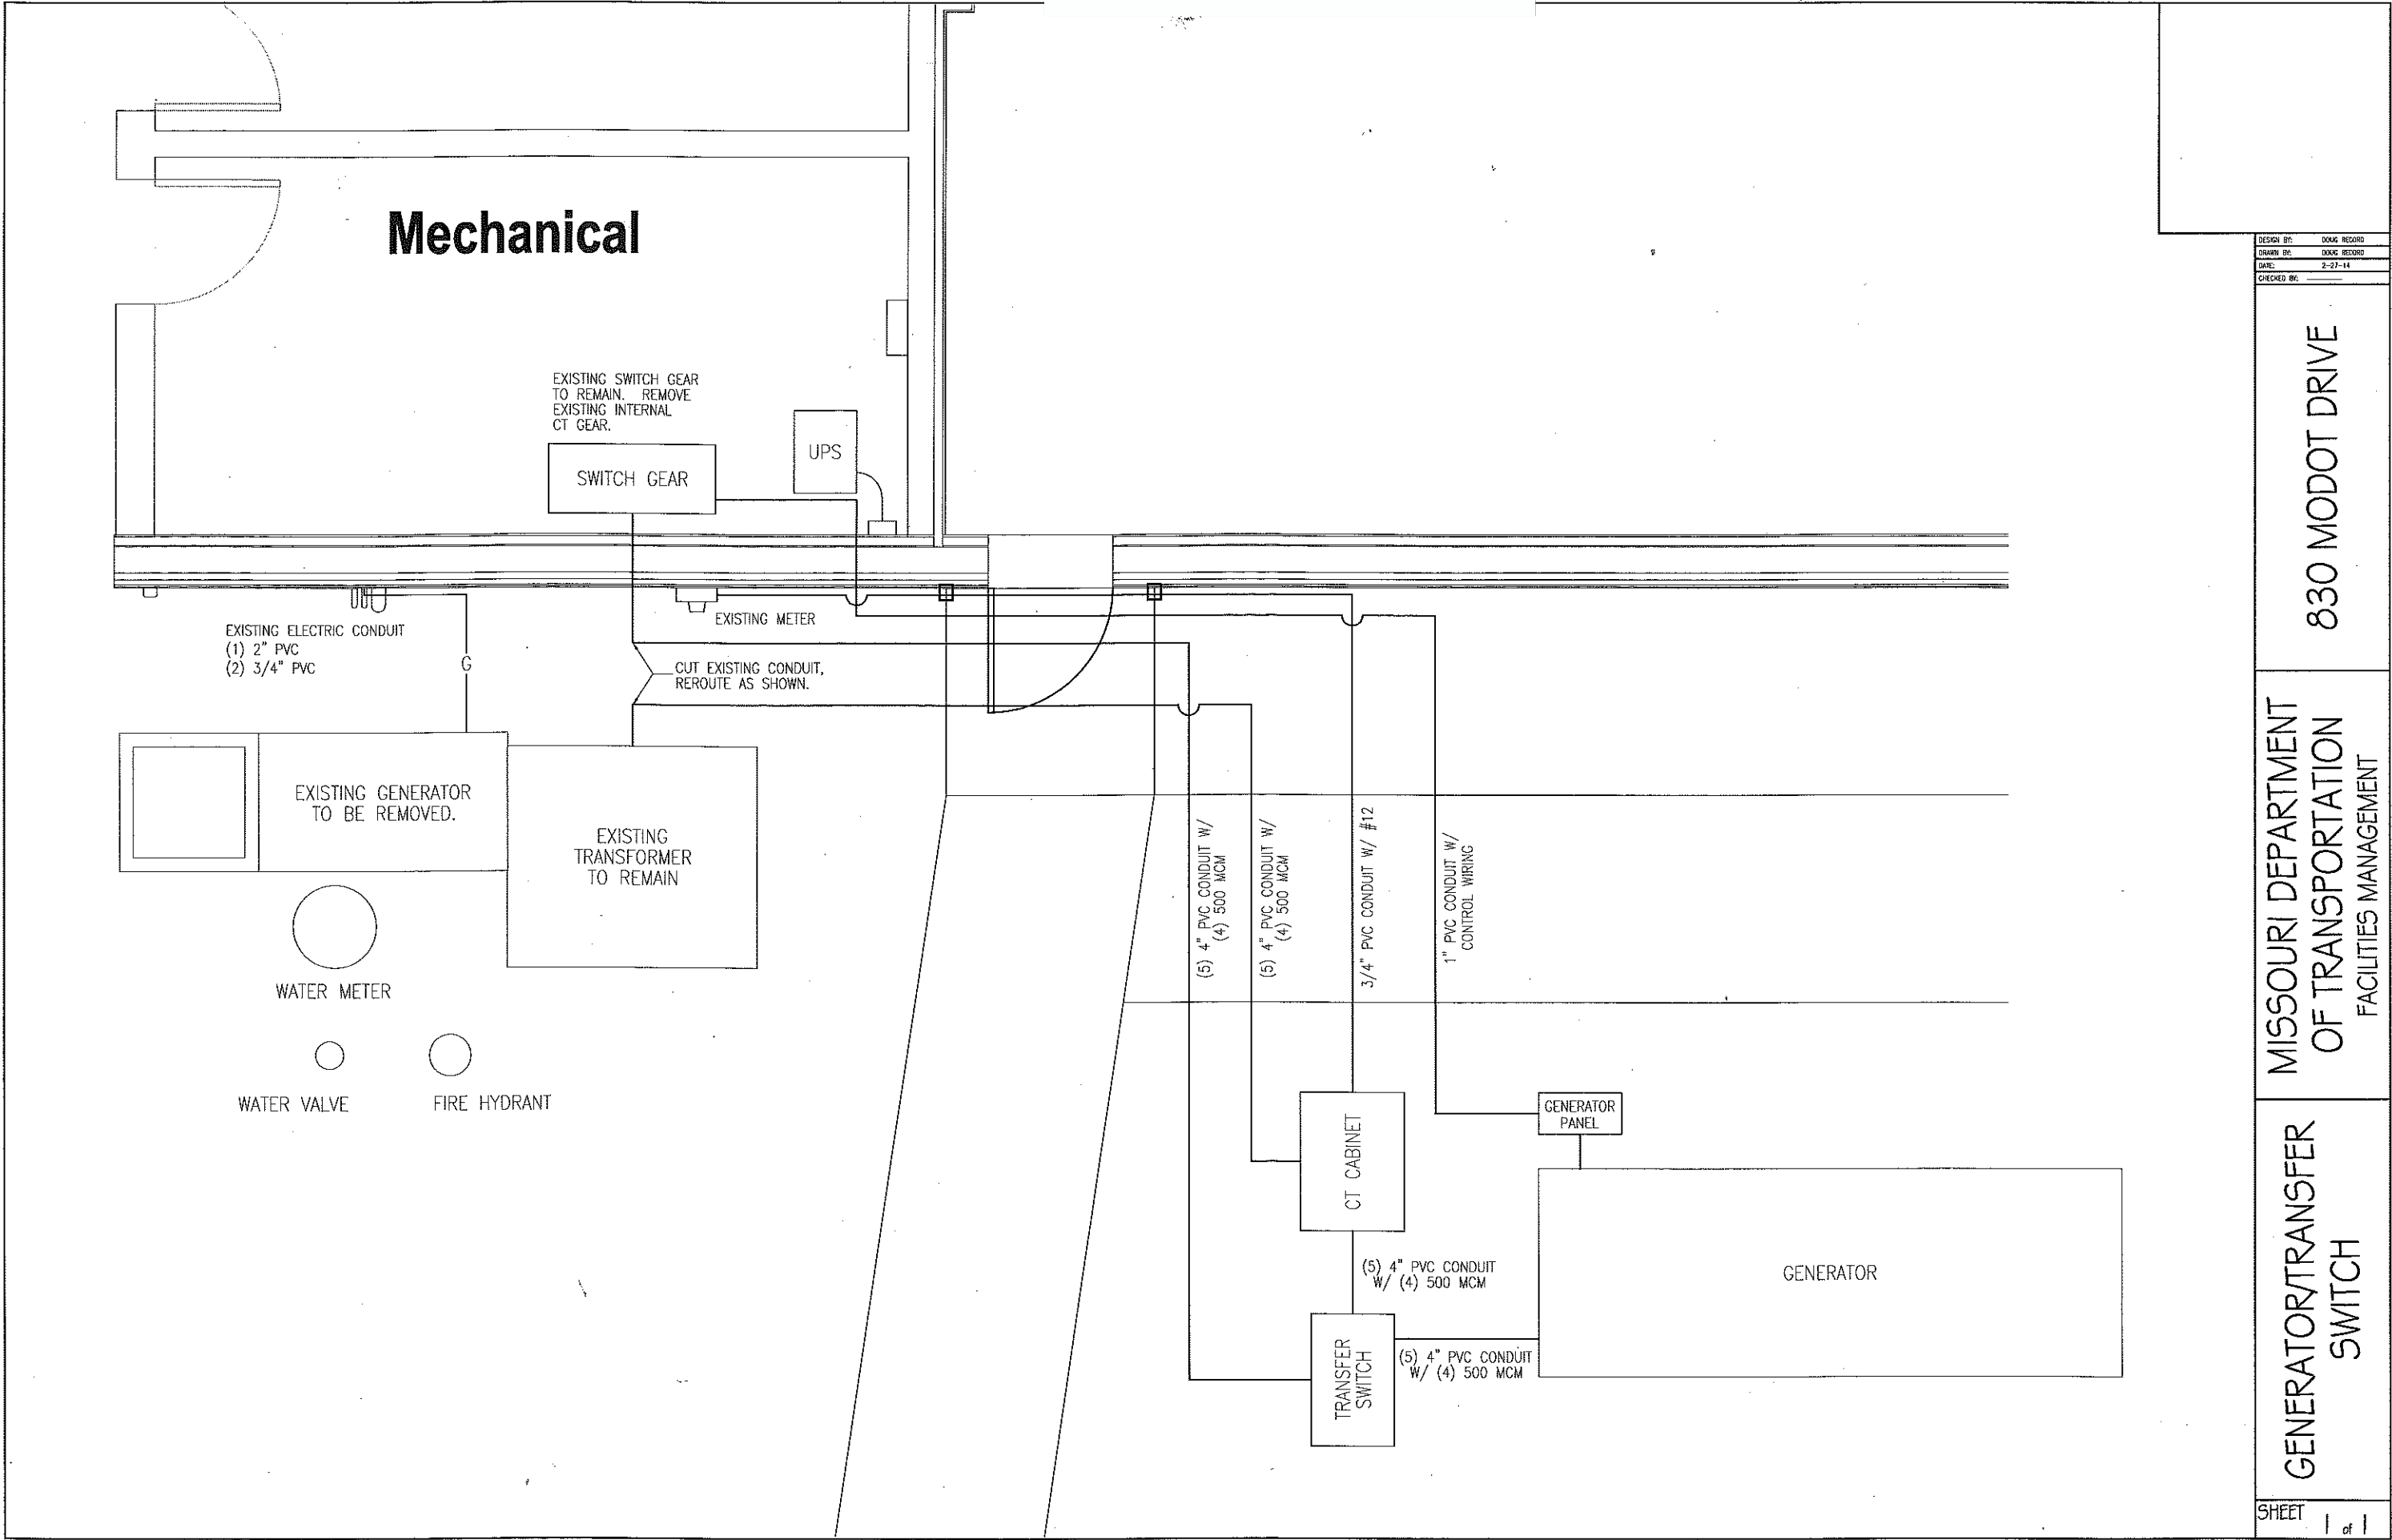 Mechanical
EXISTING SWITCH GEAR
TO REMAIN. REMOVE
EXISTING INTERNAL
CT GEAR.
SWITCH GEAR
UPS
EXISTING METER
EXISTING ELECTRIC CONDUIT
(1) 2" PVC
(2) 3/4" PVC
G
CUT EXISTING CONDUIT,
REROUTE AS SHOWN.
EXISTING GENERATOR
TO BE REMOVED.
EXISTING
TRANSFORMER
TO REMAIN
WATER METER
WATER VALVE
FIRE HYDRANT
(5) 4" PVC CONDUIT W/
(4) 500 MCM
(5) 4" PVC CONDUIT W/
(4) 500 MCM
3/4" PVC CONDUIT W/ #12
1" PVC CONDUIT W/
CONTROL WIRING
CT CABINET
GENERATOR
PANEL
(5) 4" PVC CONDUIT
W/ (4) 500 MCM
GENERATOR
TRANSFER
SWITCH
(5) 4" PVC CONDUIT
W/ (4) 500 MCM
DESIGN BY: DOUG RECORD
DRAWN BY: DOUG RECORD
DATE: 2-27-14
CHECKED BY:
830 MODOT DRIVE
MISSOURI DEPARTMENT
OF TRANSPORTATION
FACILITIES MANAGEMENT
GENERATOR/TRANSFER
SWITCH
SHEET 1 of 1